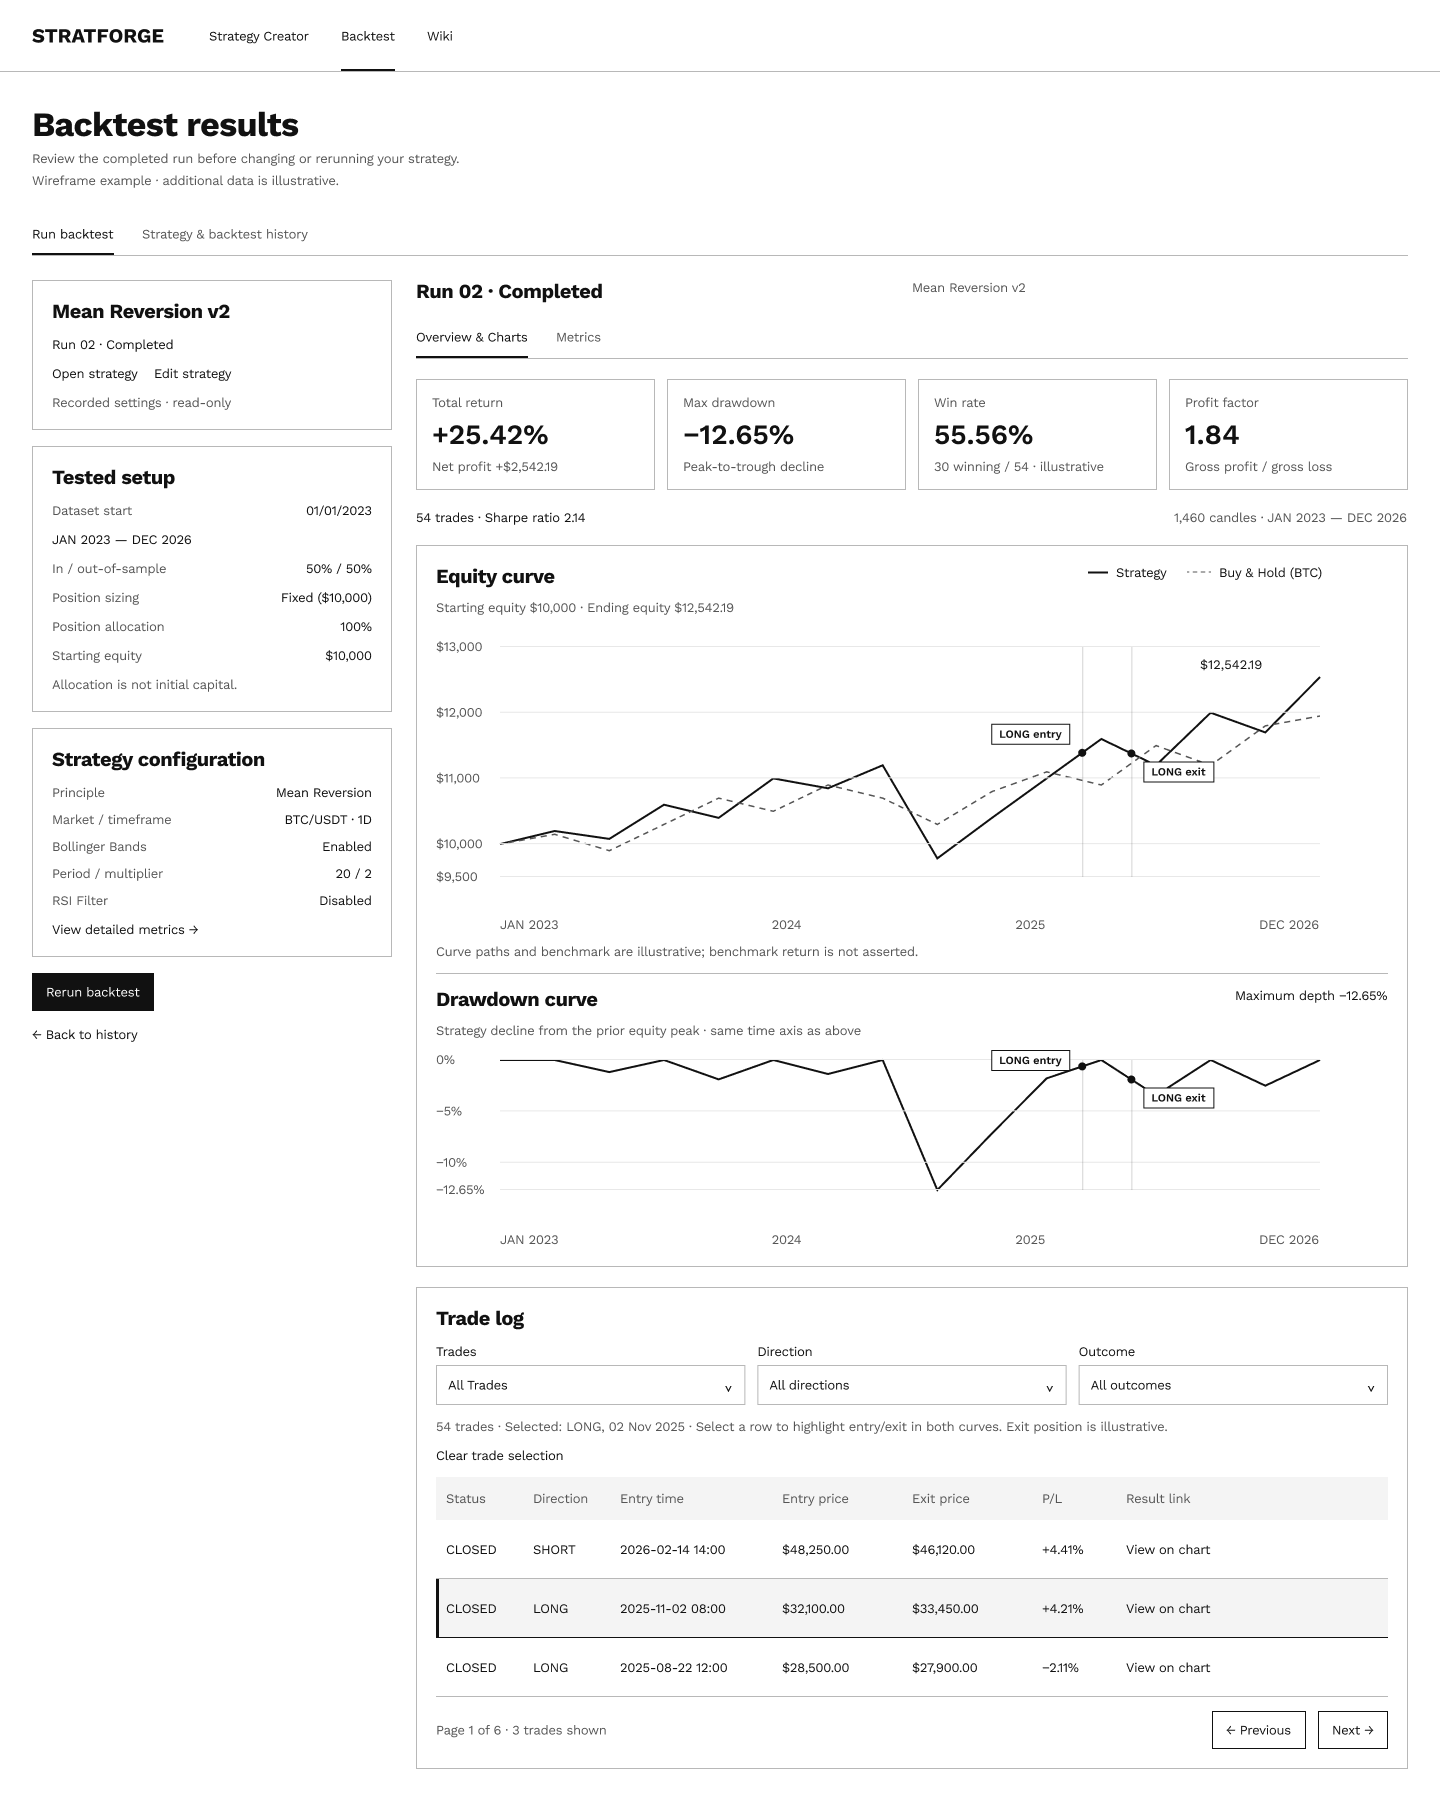 STRATFORGE Strategy Creator Backtest Wiki
Backtest results
Review the completed run before changing or rerunning your strategy.
Wireframe example · additional data is illustrative.
Run backtest Strategy & backtest history
Mean Reversion v2
Run 02 · Completed
Open strategy Edit strategy
Recorded settings · read-only
Tested setup
Dataset start 01/01/2023
JAN 2023 — DEC 2026
In / out-of-sample 50% / 50%
Position sizing Fixed ($10,000)
Position allocation 100%
Starting equity $10,000
Allocation is not initial capital.
Strategy configuration
Principle Mean Reversion
Market / timeframe BTC/USDT · 1D
Bollinger Bands Enabled
Period / multiplier 20 / 2
RSI Filter Disabled
View detailed metrics →
Rerun backtest
← Back to history
Run 02 · Completed Mean Reversion v2
Overview & Charts Metrics
Total return
+25.42%
Net profit +$2,542.19
Max drawdown
−12.65%
Peak-to-trough decline
Win rate
55.56%
30 winning / 54 · illustrative
Profit factor
1.84
Gross profit / gross loss
54 trades · Sharpe ratio 2.14 1,460 candles · JAN 2023 — DEC 2026
Equity curve Strategy Buy & Hold (BTC)
Starting equity $10,000 · Ending equity $12,542.19
$13,000
$12,542.19
$12,000
LONG entry
LONG exit
$11,000
$10,000
$9,500
JAN 2023 2024 2025 DEC 2026
Curve paths and benchmark are illustrative; benchmark return is not asserted.
Drawdown curve Maximum depth −12.65%
Strategy decline from the prior equity peak · same time axis as above
0% LONG entry
LONG exit
−5%
−10%
−12.65%
JAN 2023 2024 2025 DEC 2026
Trade log
Trades Direction Outcome
All Trades v All directions v All outcomes v
54 trades · Selected: LONG, 02 Nov 2025 · Select a row to highlight entry/exit in both curves. Exit position is illustrative.
Clear trade selection
Status Direction Entry time Entry price Exit price P/L Result link
CLOSED SHORT 2026-02-14 14:00 $48,250.00 $46,120.00 +4.41% View on chart
CLOSED LONG 2025-11-02 08:00 $32,100.00 $33,450.00 +4.21% View on chart
CLOSED LONG 2025-08-22 12:00 $28,500.00 $27,900.00 −2.11% View on chart
Page 1 of 6 · 3 trades shown ← Previous Next →